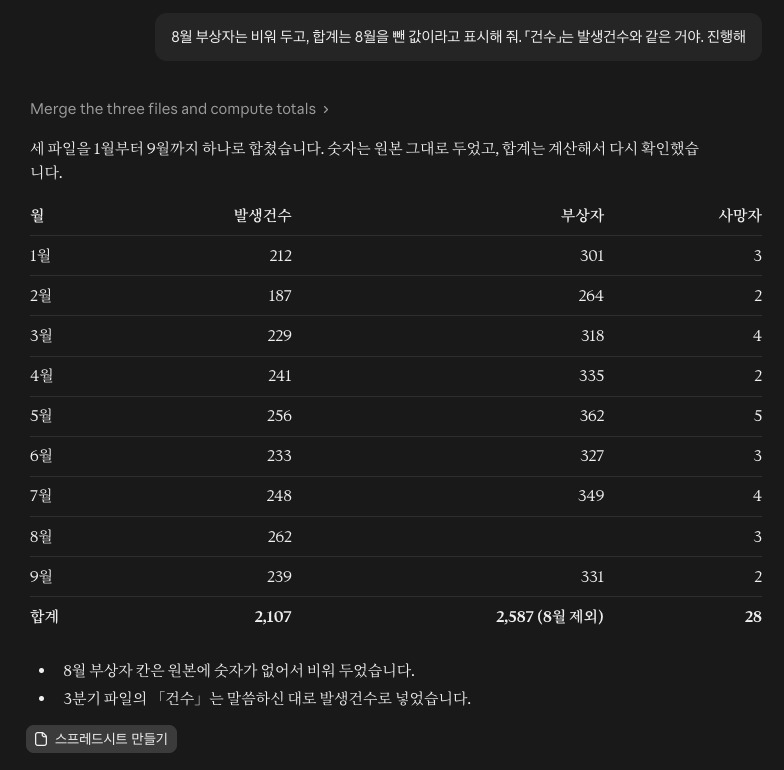 8월 부상자는 비워 두고, 합계는 8월을 뺀 값이라고 표시해 줘. 「건수」는 발생건수와 같은 거야. 진행해
Merge the three files and compute totals >
세 파일을 1월부터 9월까지 하나로 합쳤습니다. 숫자는 원본 그대로 두었고, 합계는 계산해서 다시 확인했습
니다.
월 발생건수 부상자 사망자
1월 212 301 3
2월 187 264 2
3월 229 318 4
4월 241 335 2
5월 256 362 5
6월 233 327 3
7월 248 349 4
8월 262 3
9월 239 331 2
합계 2,107 2,587 (8월 제외) 28
• 8월 부상자 칸은 원본에 숫자가 없어서 비워 두었습니다.
• 3분기 파일의 「건수」는 말씀하신 대로 발생건수로 넣었습니다.
스프레드시트 만들기